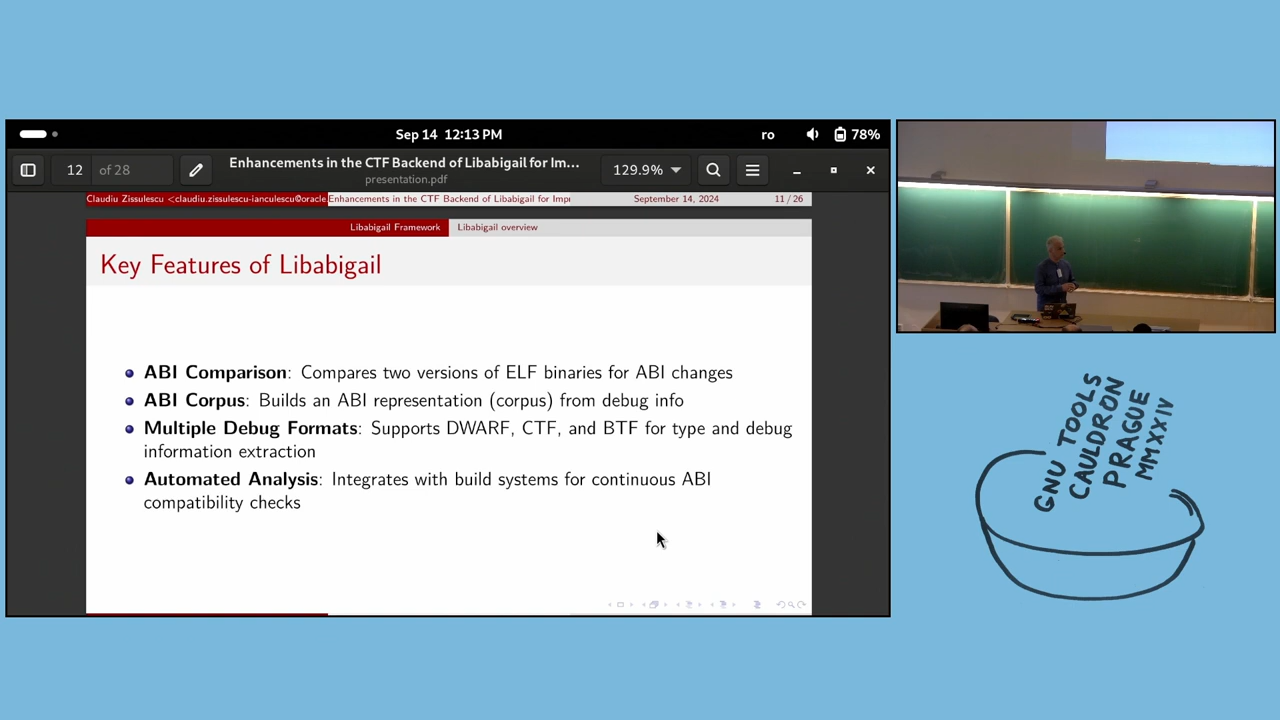 Sep 14 12:13 PM
ro
78%
12 of 28
Enhancements in the CTF Backend of Libabigail for Im...
presentation.pdf
129.9%
Claudiu Zissulescu <claudiu.zissulescu-ianculescu@oracle
Enhancements in the CTF Backend of Libabigail for Impr
September 14, 2024
11 / 26
Libabigail Framework
Libabigail overview
Key Features of Libabigail
ABI Comparison: Compares two versions of ELF binaries for ABI changes
ABI Corpus: Builds an ABI representation (corpus) from debug info
Multiple Debug Formats: Supports DWARF, CTF, and BTF for type and debug
information extraction
Automated Analysis: Integrates with build systems for continuous ABI
compatibility checks
GNU TOOLS
CAULDRON
PRAGUE
MMXXIV